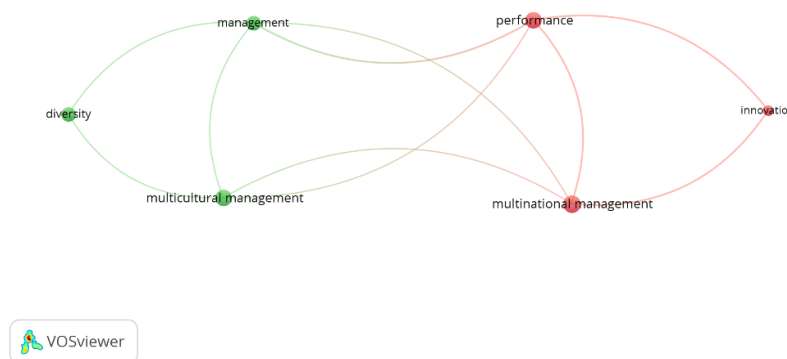 performance
management
innovatio
diversity
multicultural management
multinational management
VOSviewer